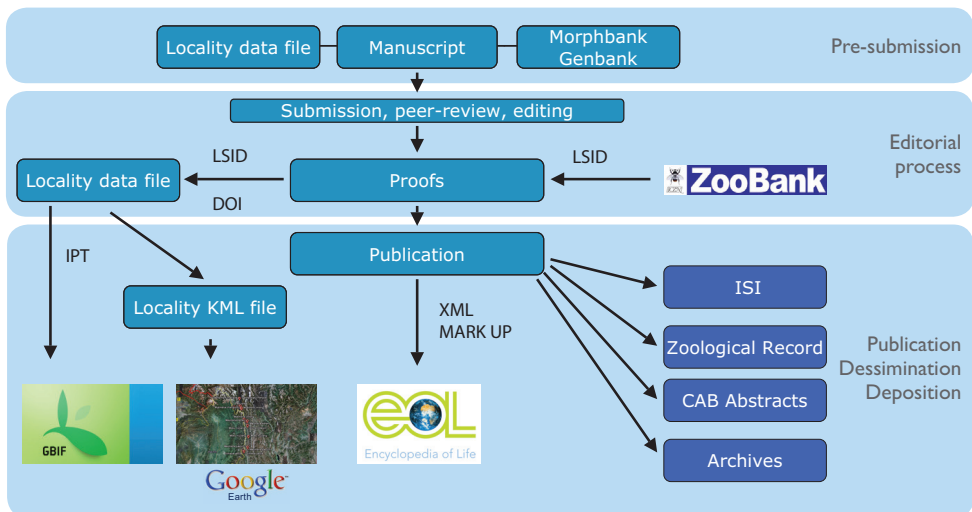 Locality data file
Manuscript
Morphbank
Genbank
Pre-submission
Submission, peer-review, editing
Editorial
process
LSID
LSID
Locality data file
Proofs
ZooBank
DOI
Publication
IPT
ISI
Locality KML file
XML
MARK UP
Zoological Record
Publication
Dessimination
Deposition
CAB Abstracts
GBIF
eOL
Encyclopedia of Life
Archives
Google
Earth